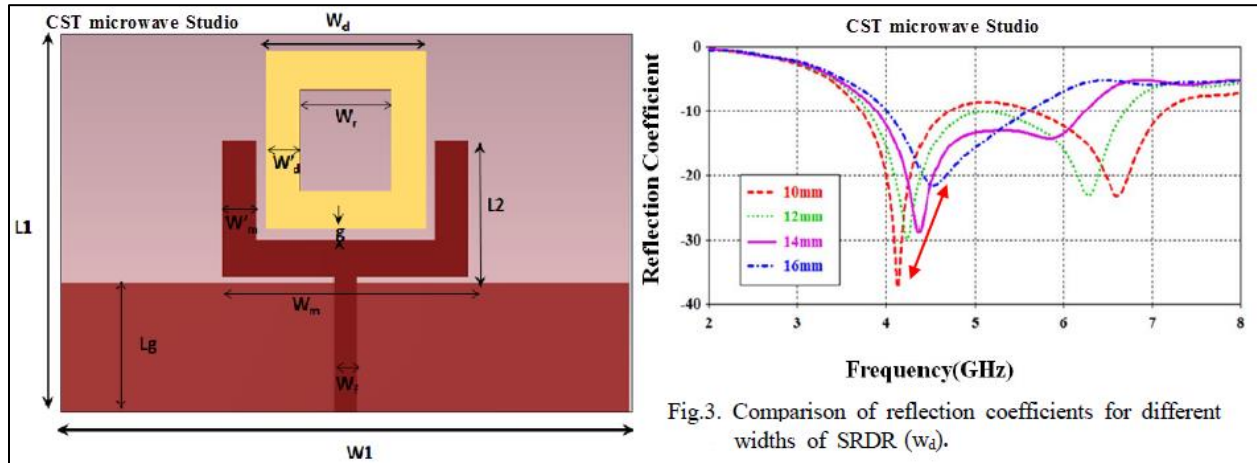 CST microwave Studio
Wd
Wr
W'd
W'm
g
L2
L1
Wm
Lg
Wf
W1
CST microwave Studio
0
-10
-20
-30
-40
Reflection Coefficient
10mm
12mm
14mm
16mm
2 3 4 5 6 7 8
Frequency(GHz)
Fig.3. Comparison of reflection coefficients for different
widths of SRDR (wd).